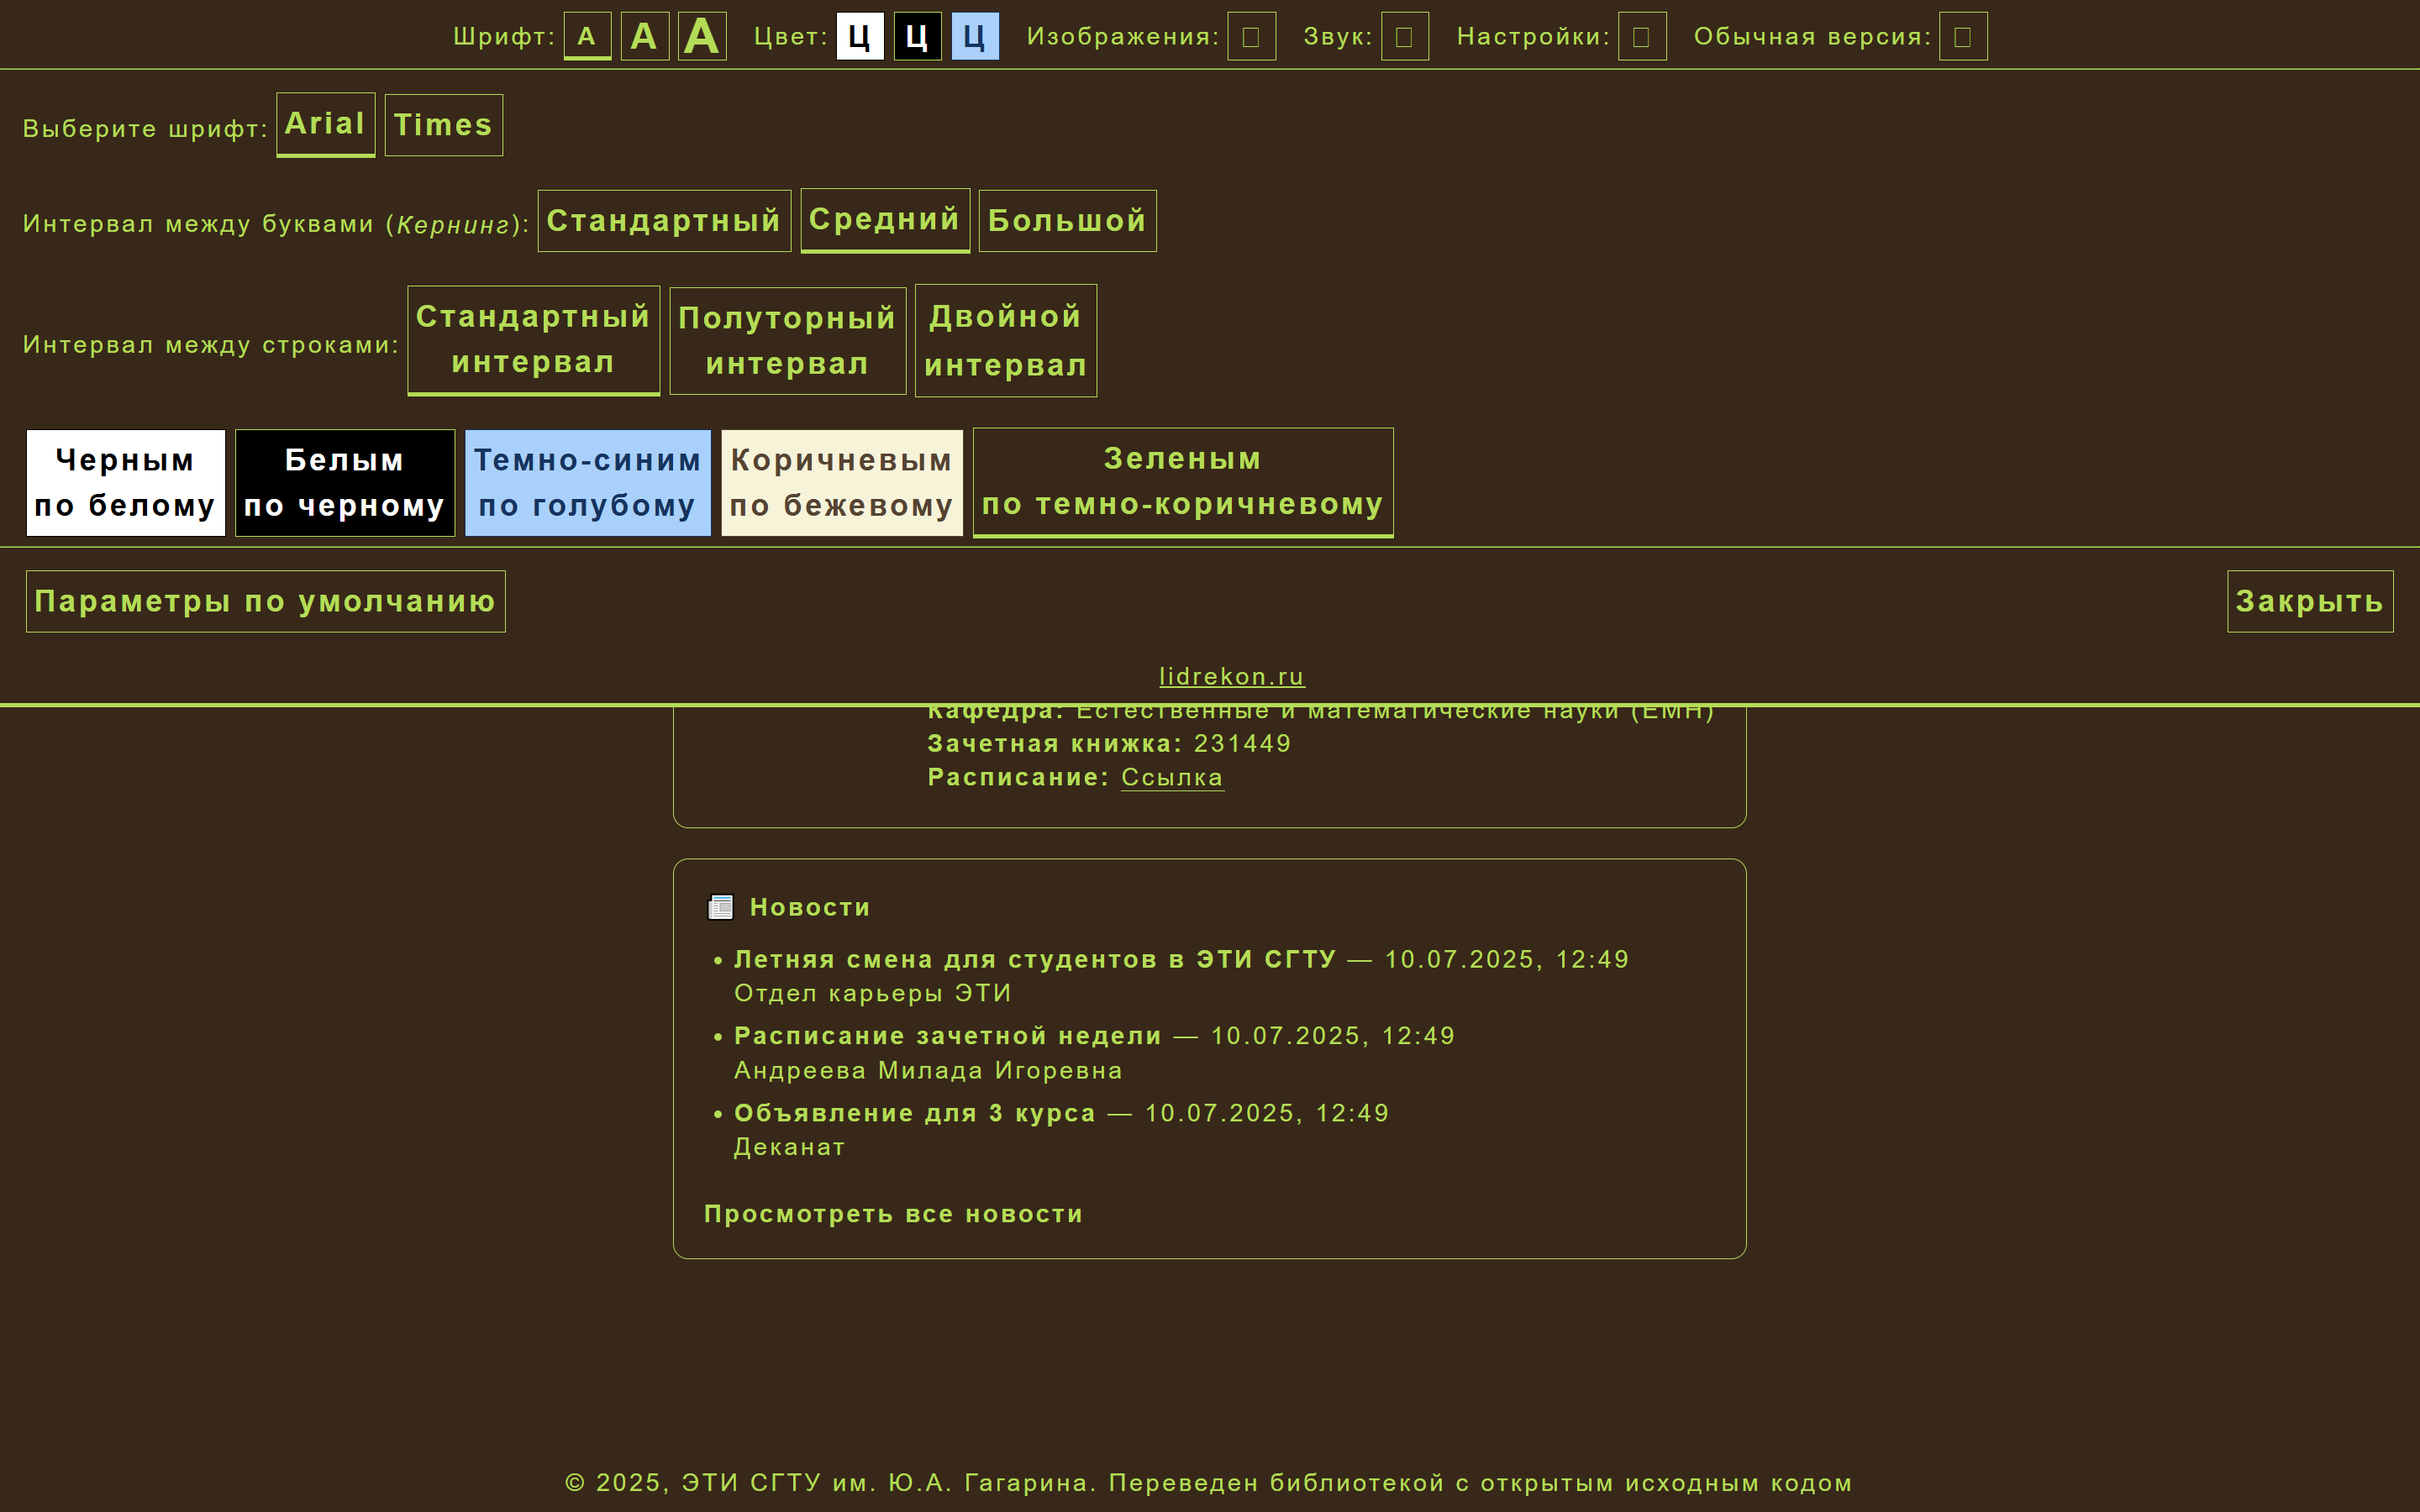 Шрифт: А А А Цвет: Ц Ц Ц Изображения: Звук: Настройки: Обычная версия:
Выберите шрифт: Arial Times
Интервал между буквами (Кернинг): Стандартный Средний Большой
Интервал между строками: Стандартный интервал Полуторный интервал Двойной интервал
Черным по белому Белым по черному Темно-синим по голубому Коричневым по бежевому Зеленым по темно-коричневому
Параметры по умолчанию Закрыть
lidrekon.ru
Кафедра: Естественные и математические науки (ЕМН)
Зачетная книжка: 231449
Расписание: Ссылка
Новости
• Летняя смена для студентов в ЭТИ СГТУ — 10.07.2025, 12:49
Отдел карьеры ЭТИ
• Расписание зачетной недели — 10.07.2025, 12:49
Андреева Милада Игоревна
• Объявление для 3 курса — 10.07.2025, 12:49
Деканат
Просмотреть все новости
© 2025, ЭТИ СГТУ им. Ю.А. Гагарина. Переведен библиотекой с открытым исходным кодом